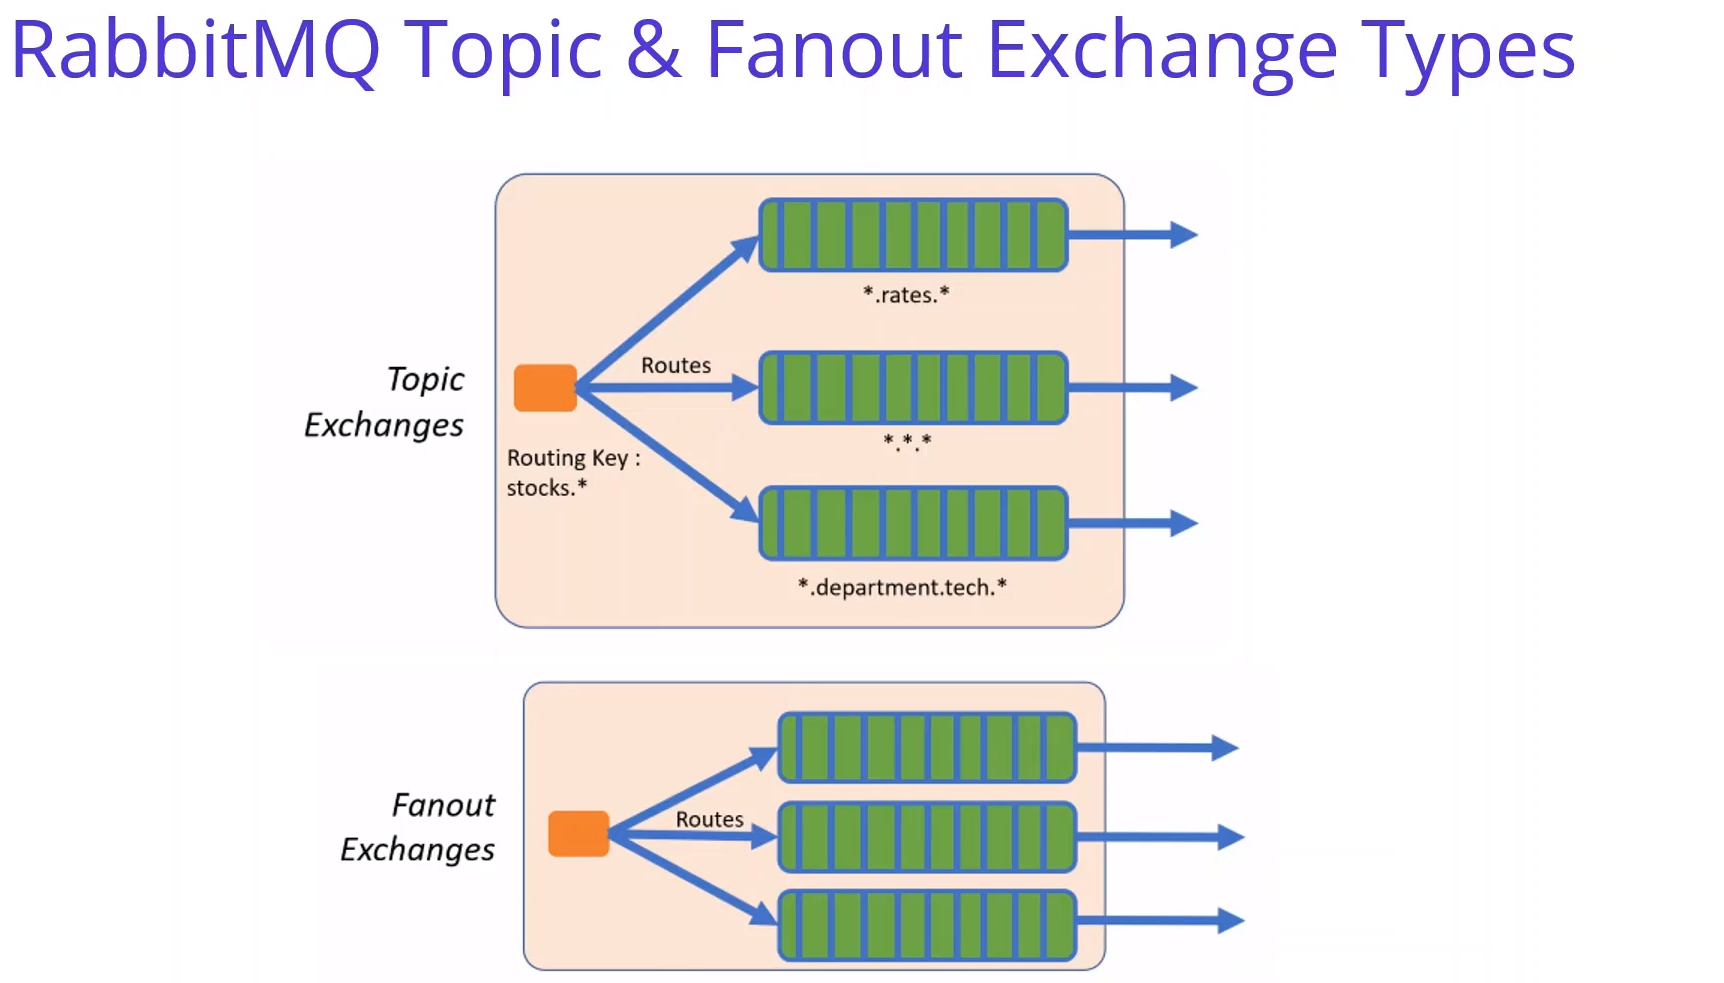 RabbitMQ Topic & Fanout Exchange Types
*.rates.*
Routes
Topic
Exchanges
*.*.*
Routing Key :
stocks.*
*.department.tech.*
Fanout
Exchanges
Routes